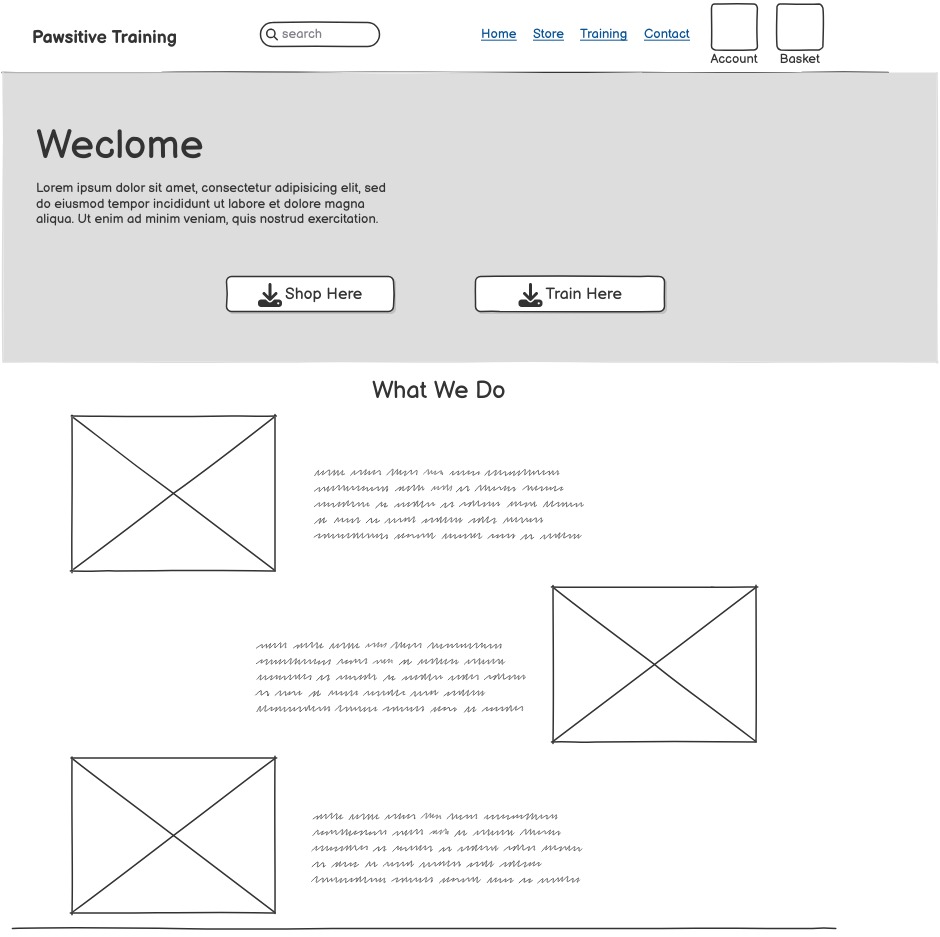 Pawsitive Training
search
Home Store Training Contact
Account Basket
Weclome
Lorem ipsum dolor sit amet, consectetur adipisicing elit, sed
do eiusmod tempor incididunt ut labore et dolore magna
aliqua. Ut enim ad minim veniam, quis nostrud exercitation.
Shop Here Train Here
What We Do